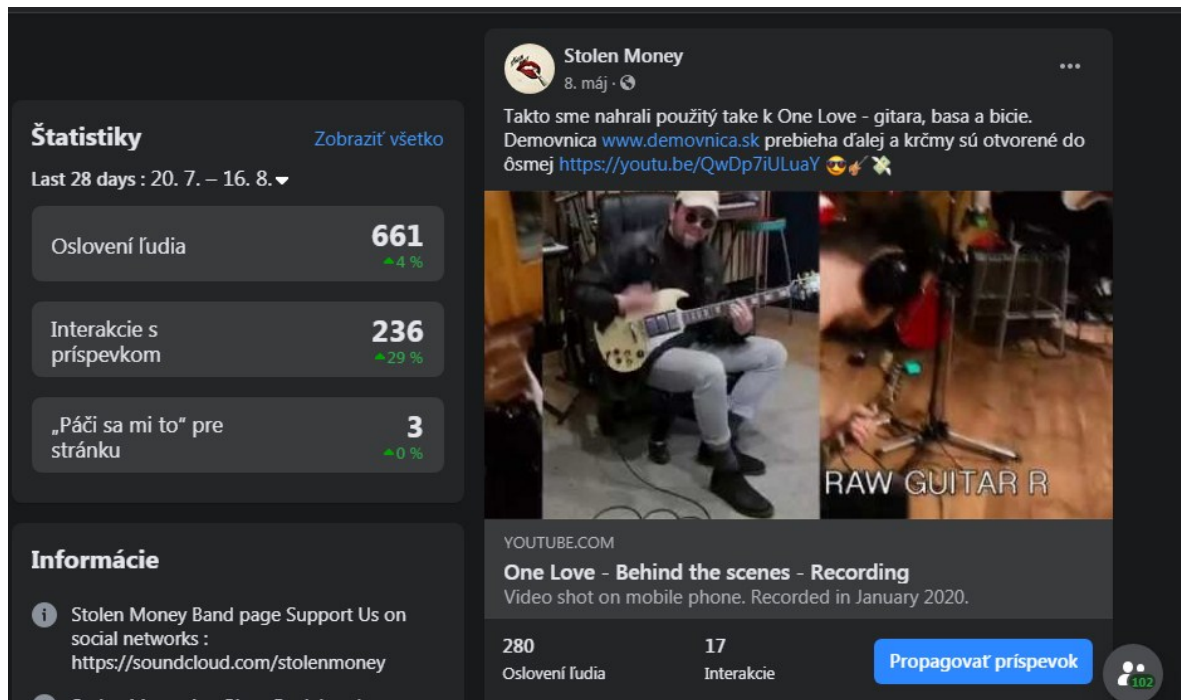 Štatistiky
Zobraziť všetko
Last 28 days : 20. 7. – 16. 8.
Oslovení ľudia
661
4 %
Interakcie s
príspevkom
236
29 %
„Páči sa mi to” pre
stránku
3
0 %
Informácie
Stolen Money Band page Support Us on
social networks :
https://soundcloud.com/stolenmoney
Stolen Money
8. máj ·
Takto sme nahrali použitý take k One Love - gitara, basa a bicie.
Demovnica www.demovnica.sk prebieha ďalej a krčmy sú otvorené do
ôsmej https://youtu.be/QwDp7iULuaY 😎🎸💸
RAW GUITAR R
YOUTUBE.COM
One Love - Behind the scenes - Recording
Video shot on mobile phone. Recorded in January 2020.
280
Oslovení ľudia
17
Interakcie
Propagovať príspevok
102